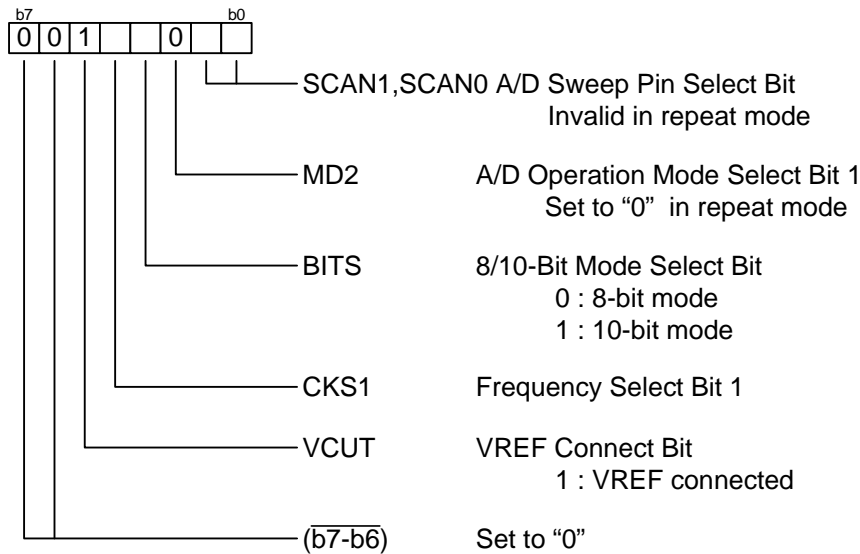 b7 b0
0 0 1 0
SCAN1,SCAN0 A/D Sweep Pin Select Bit
Invalid in repeat mode
MD2 A/D Operation Mode Select Bit 1
Set to “0” in repeat mode
BITS 8/10-Bit Mode Select Bit
0 : 8-bit mode
1 : 10-bit mode
CKS1 Frequency Select Bit 1
VCUT VREF Connect Bit
1 : VREF connected
(b7-b6) Set to “0”